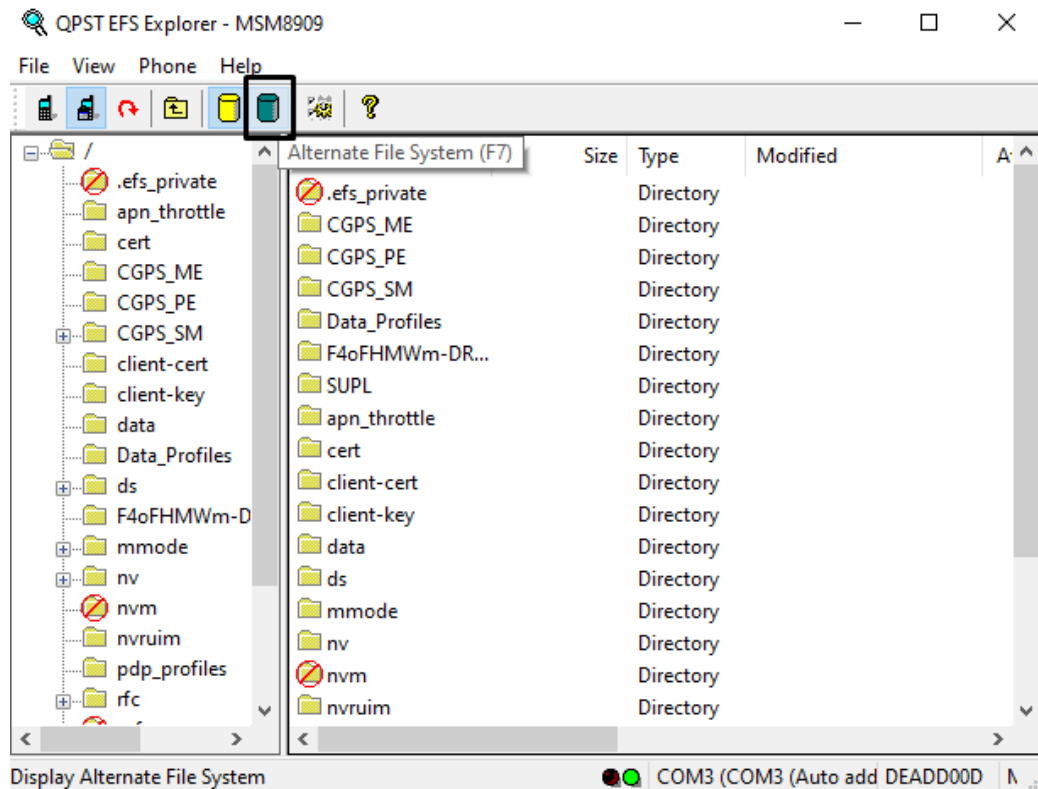 QPST EFS Explorer - MSM8909
File View Phone Help
Alternate File System (F7)
Size Type Modified
/
.efs_private
apn_throttle
cert
CGPS_ME
CGPS_PE
CGPS_SM
client-cert
client-key
data
Data_Profiles
ds
F4oFHMWm-D
mmode
nv
nvm
nvruim
pdp_profiles
rfc
.efs_private Directory
CGPS_ME Directory
CGPS_PE Directory
CGPS_SM Directory
Data_Profiles Directory
F4oFHMWm-DR... Directory
SUPL Directory
apn_throttle Directory
cert Directory
client-cert Directory
client-key Directory
data Directory
ds Directory
mmode Directory
nv Directory
nvm Directory
nvruim Directory
Display Alternate File System COM3 (COM3 (Auto add DEADD00D